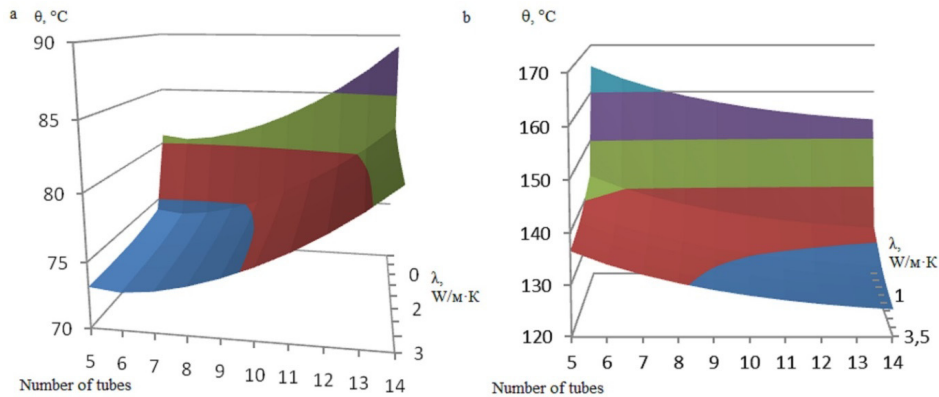 a
θ, °C
90
85
80
75
70
5 6 7 8 9 10 11 12 13 14
Number of tubes
0
2
3
λ,
W/м·K
b
θ, °C
170
160
150
140
130
120
5 6 7 8 9 10 11 12 13 14
Number of tubes
λ,
W/м·K
1
3,5